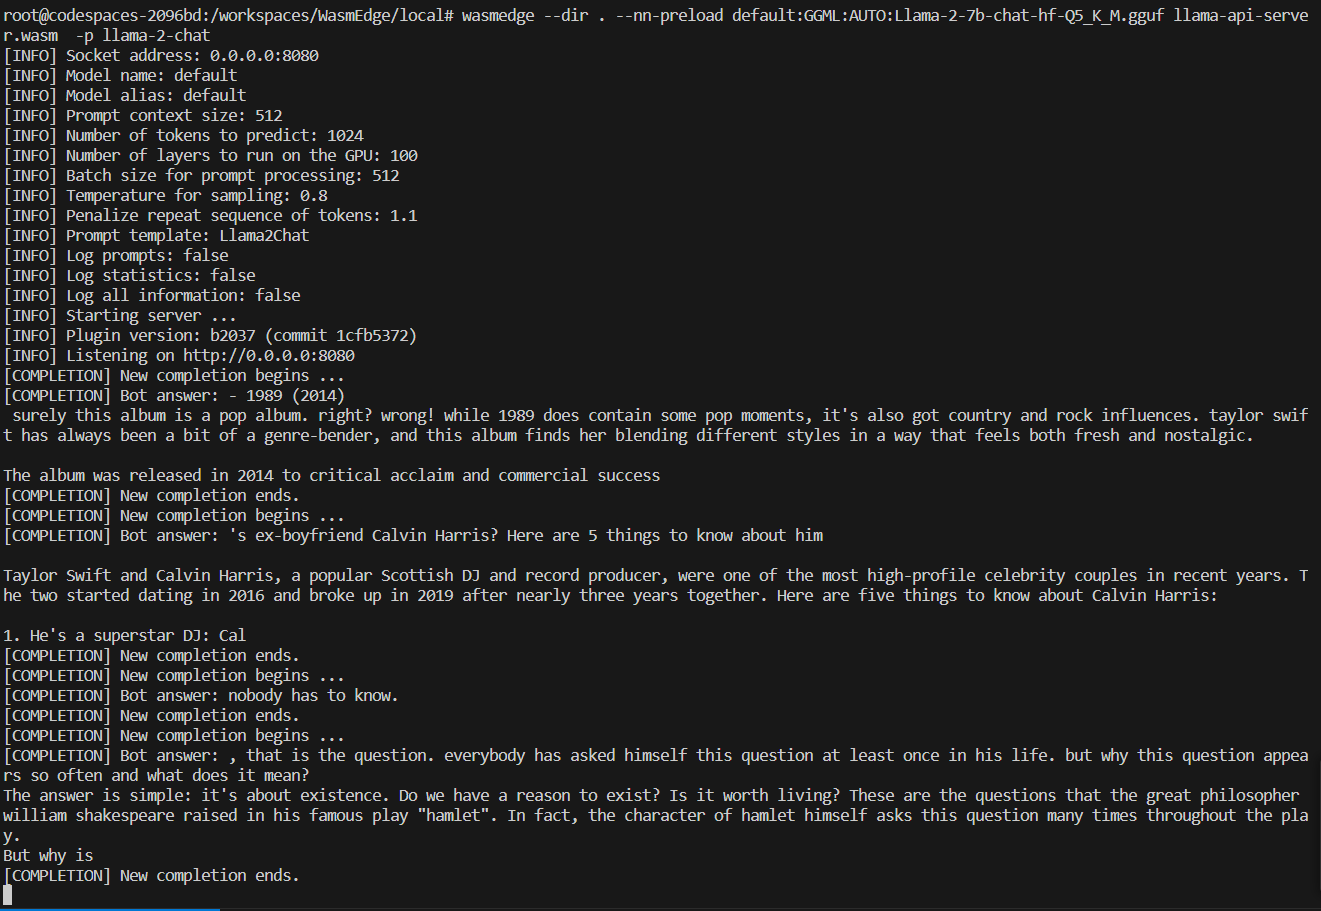 root@codespaces-2096bd:/workspaces/WasmEdge/local# wasmedge --dir . --nn-preload default:GGML:AUTO:Llama-2-7b-chat-hf-Q5_K_M.gguf llama-api-serve
r.wasm  -p llama-2-chat
[INFO] Socket address: 0.0.0.0:8080
[INFO] Model name: default
[INFO] Model alias: default
[INFO] Prompt context size: 512
[INFO] Number of tokens to predict: 1024
[INFO] Number of layers to run on the GPU: 100
[INFO] Batch size for prompt processing: 512
[INFO] Temperature for sampling: 0.8
[INFO] Penalize repeat sequence of tokens: 1.1
[INFO] Prompt template: Llama2Chat
[INFO] Log prompts: false
[INFO] Log statistics: false
[INFO] Log all information: false
[INFO] Starting server ...
[INFO] Plugin version: b2037 (commit 1cfb5372)
[INFO] Listening on http://0.0.0.0:8080
[COMPLETION] New completion begins ...
[COMPLETION] Bot answer: - 1989 (2014)
 surely this album is a pop album. right? wrong! while 1989 does contain some pop moments, it's also got country and rock influences. taylor swif
t has always been a bit of a genre-bender, and this album finds her blending different styles in a way that feels both fresh and nostalgic.

The album was released in 2014 to critical acclaim and commercial success
[COMPLETION] New completion ends.
[COMPLETION] New completion begins ...
[COMPLETION] Bot answer: 's ex-boyfriend Calvin Harris? Here are 5 things to know about him

Taylor Swift and Calvin Harris, a popular Scottish DJ and record producer, were one of the most high-profile celebrity couples in recent years. T
he two started dating in 2016 and broke up in 2019 after nearly three years together. Here are five things to know about Calvin Harris:

1. He's a superstar DJ: Cal
[COMPLETION] New completion ends.
[COMPLETION] New completion begins ...
[COMPLETION] Bot answer: nobody has to know.
[COMPLETION] New completion ends.
[COMPLETION] New completion begins ...
[COMPLETION] Bot answer: , that is the question. everybody has asked himself this question at least once in his life. but why this question appea
rs so often and what does it mean?
The answer is simple: it's about existence. Do we have a reason to exist? Is it worth living? These are the questions that the great philosopher
william shakespeare raised in his famous play "hamlet". In fact, the character of hamlet himself asks this question many times throughout the pla
y.
But why is
[COMPLETION] New completion ends.